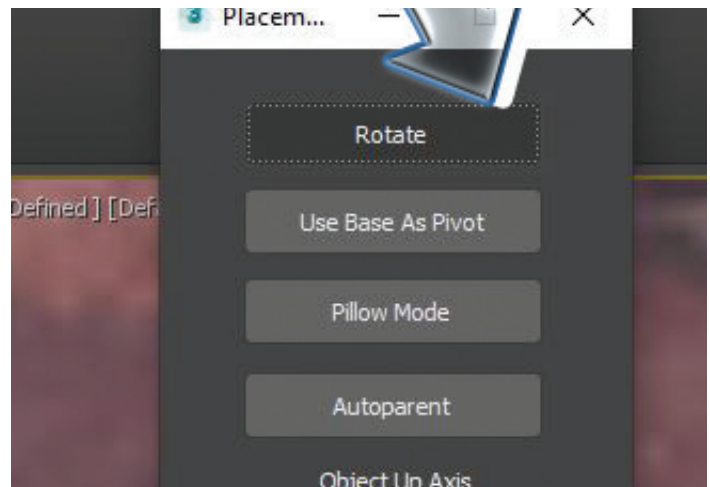 Placem...
Rotate
Defined ] [Def
Use Base As Pivot
Pillow Mode
Autoparent
Object Up Axis